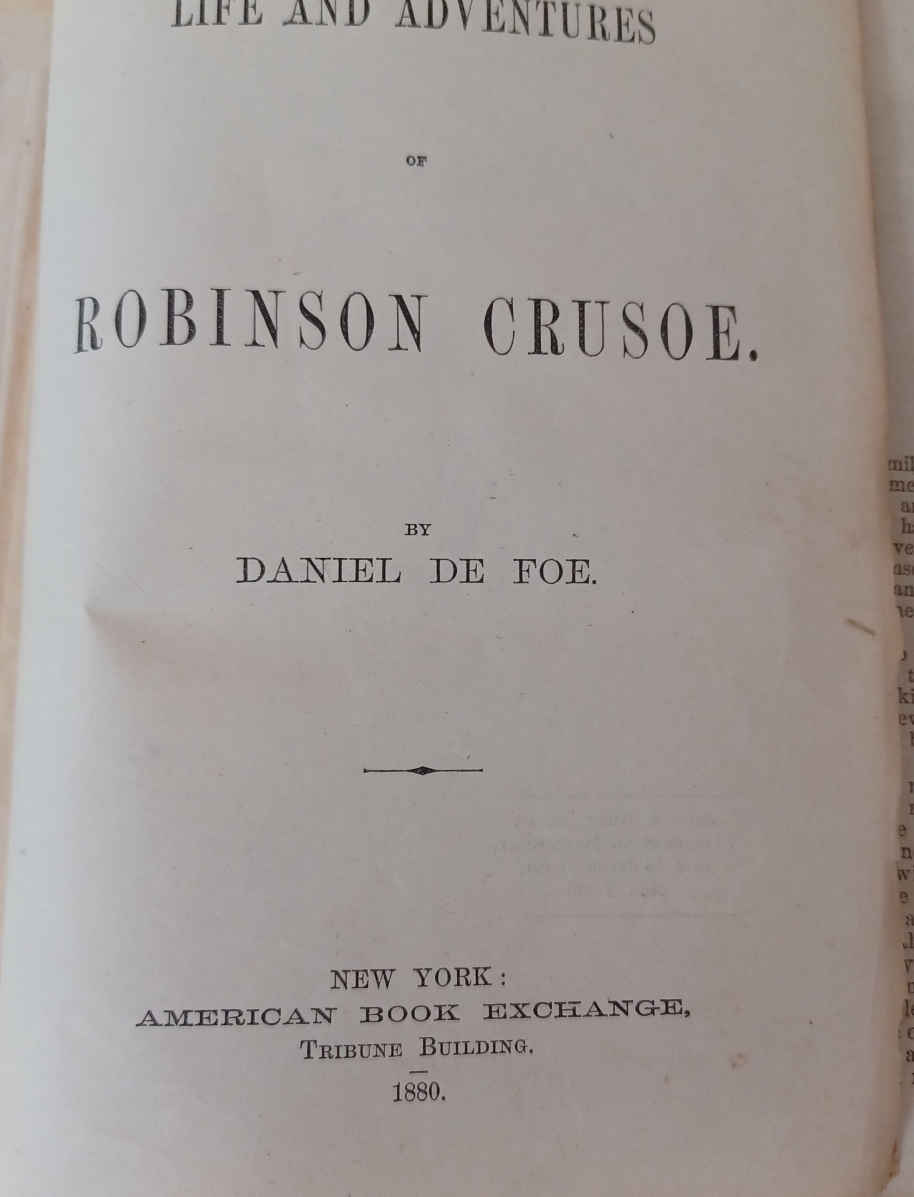 LIFE AND ADVENTURES
OF
ROBINSON CRUSOE.
BY
DANIEL DE FOE.
NEW YORK:
AMERICAN BOOK EXCHANGE,
TRIBUNE BUILDING.
1880.